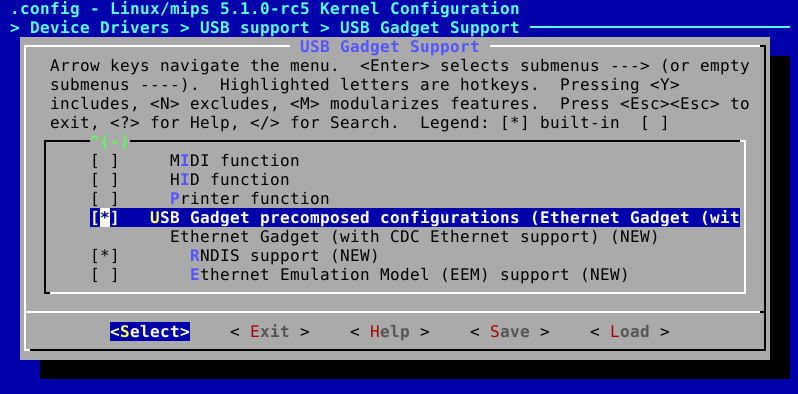 .config - Linux/mips 5.1.0-rc5 Kernel Configuration
> Device Drivers > USB support > USB Gadget Support
USB Gadget Support
Arrow keys navigate the menu.  <Enter> selects submenus ---> (or empty
submenus ----).  Highlighted letters are hotkeys.  Pressing <Y>
includes, <N> excludes, <M> modularizes features.  Press <Esc><Esc> to
exit, <?> for Help, </> for Search.  Legend: [*] built-in  [ ]
^(-)
[ ]     MIDI function
[ ]     HID function
[ ]     Printer function
[*]   USB Gadget precomposed configurations (Ethernet Gadget (wit
Ethernet Gadget (with CDC Ethernet support) (NEW)
[*]       RNDIS support (NEW)
[ ]       Ethernet Emulation Model (EEM) support (NEW)
<Select>    < Exit >    < Help >    < Save >    < Load >